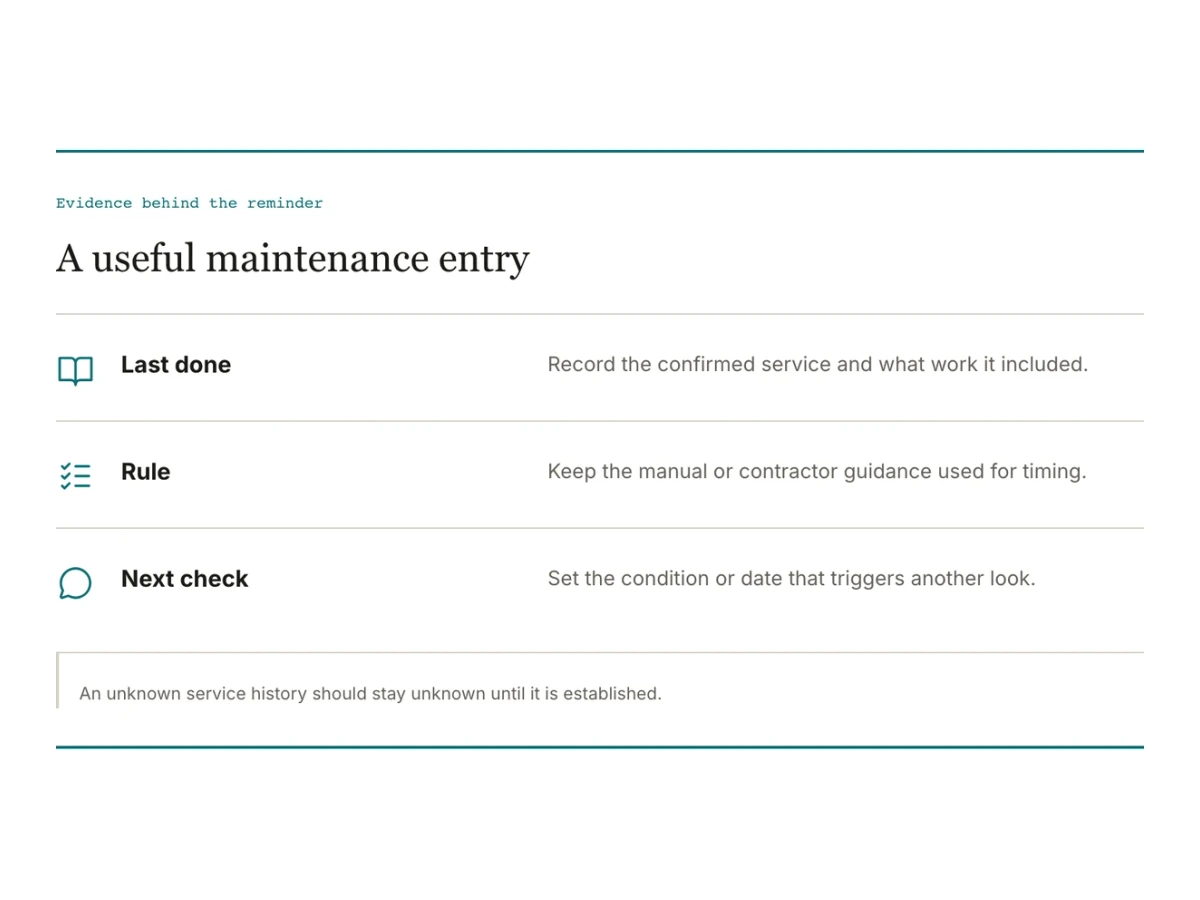 Evidence behind the reminder
A useful maintenance entry
Last done
Record the confirmed service and what work it included.
Rule
Keep the manual or contractor guidance used for timing.
Next check
Set the condition or date that triggers another look.
An unknown service history should stay unknown until it is established.